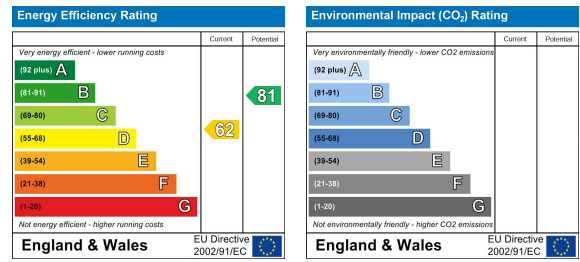 Energy Efficiency Rating
Current Potential
Very energy efficient - lower running costs
(92 plus) A
(81-91) B
(69-80) C
(55-68) D
(39-54) E
(21-38) F
(1-20) G
62
81
Not energy efficient - higher running costs
England & Wales
EU Directive
2002/91/EC
Environmental Impact (CO₂) Rating
Current Potential
Very environmentally friendly - lower CO2 emissions
(92 plus) A
(81-91) B
(69-80) C
(55-68) D
(39-54) E
(21-38) F
(1-20) G
Not environmentally friendly - higher CO2 emissions
England & Wales
EU Directive
2002/91/EC